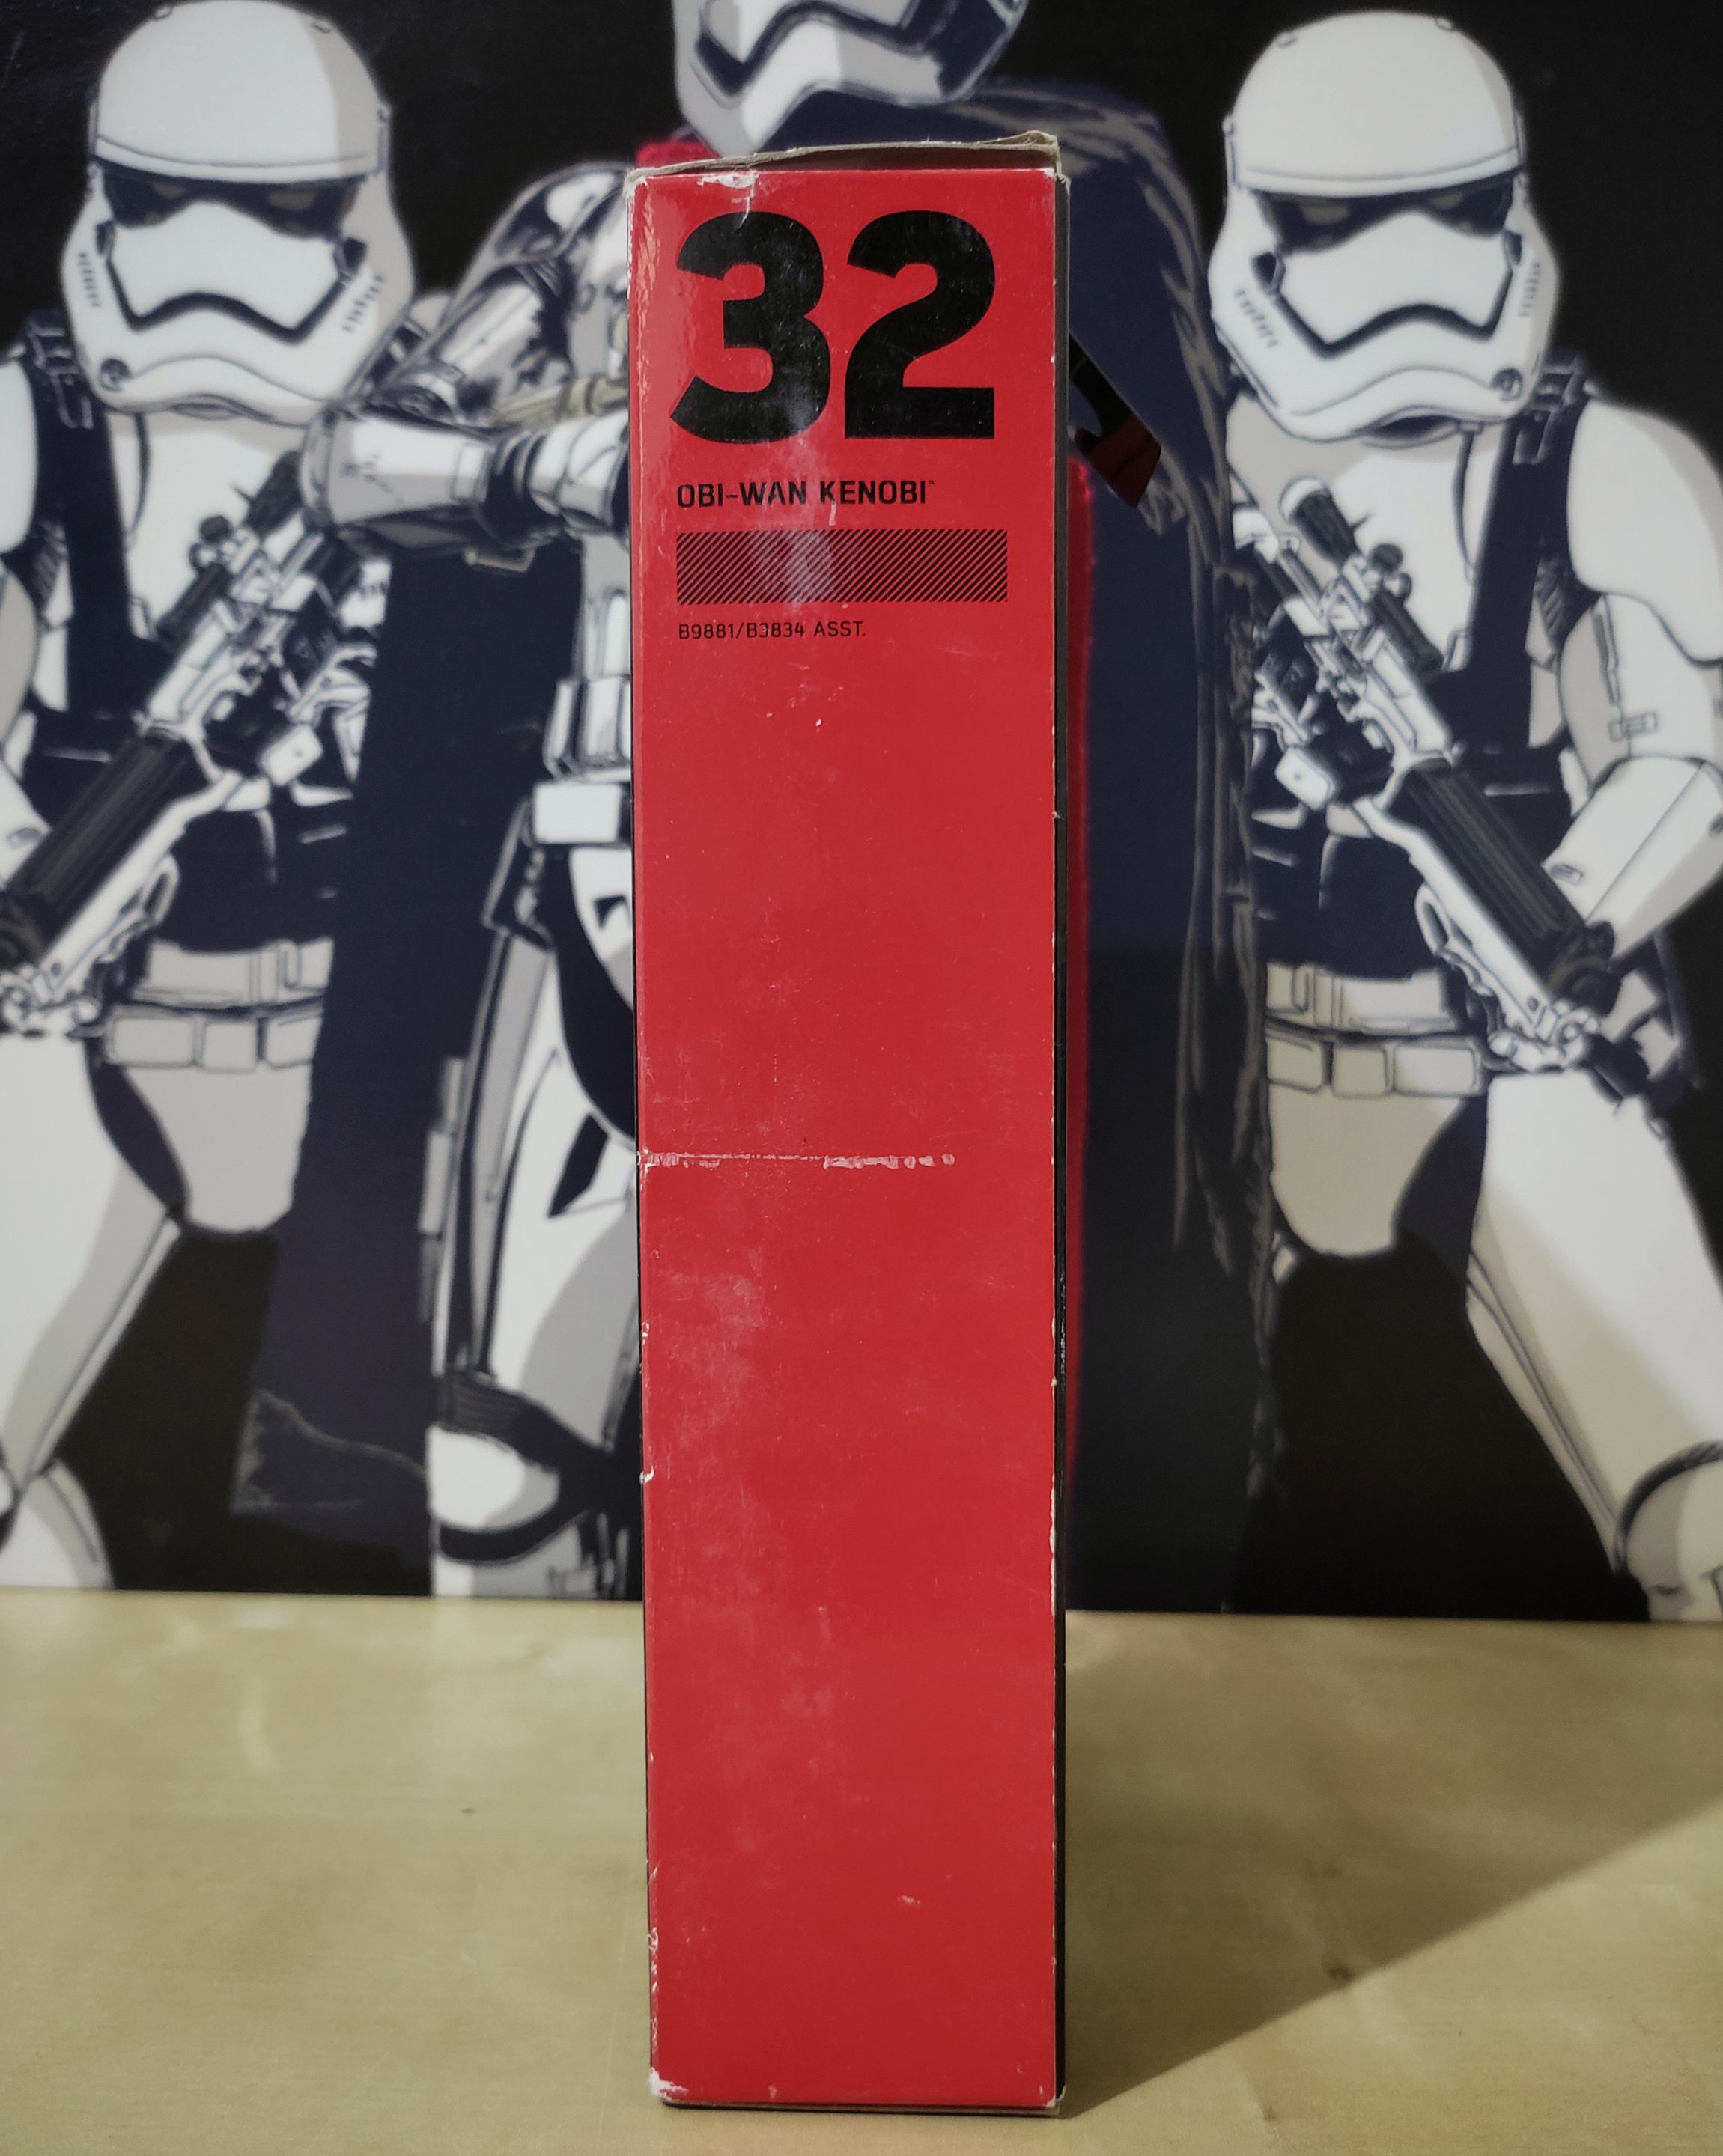 32
OBI-WAN KENOBI™
B9881/B3834 ASST.